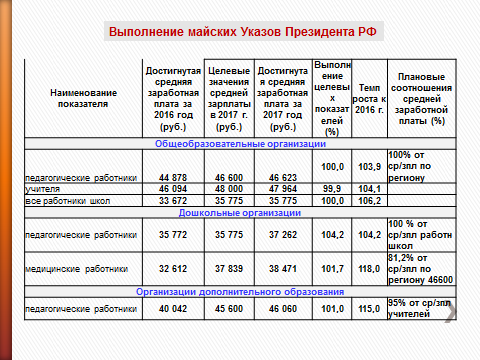 Выполнение майских Указов Президента РФ
Наименование показателя
Достигнутая средняя заработная плата за 2016 год (руб.)
Целевые значения средней зарплаты в 2017 г. (руб.)
Достигнута я средняя заработная плата за 2017 (руб.)
Выполн ение целевы х показат елей (%)
Темп роста к 2016 г.
Плановые соотношения средней заработной платы (%)
Общеобразовательные организации
педагогические работники 44 878 46 600 46 623 100,0 103,9 100% от ср/зпл по региону
учителя 46 094 48 000 47 964 99,9 104,1
все работники школ 33 672 35 775 35 775 100,0 106,2
Дошкольные организации
педагогические работники 35 772 35 775 37 262 104,2 104,2 100 % от ср/зпл работн школ
медицинские работники 32 612 37 839 38 471 101,7 118,0 81,2% от ср/зпл по региону 46600
Организации дополнительного образования
педагогические работники 40 042 45 600 46 060 101,0 115,0 95% от ср/зпл учителей